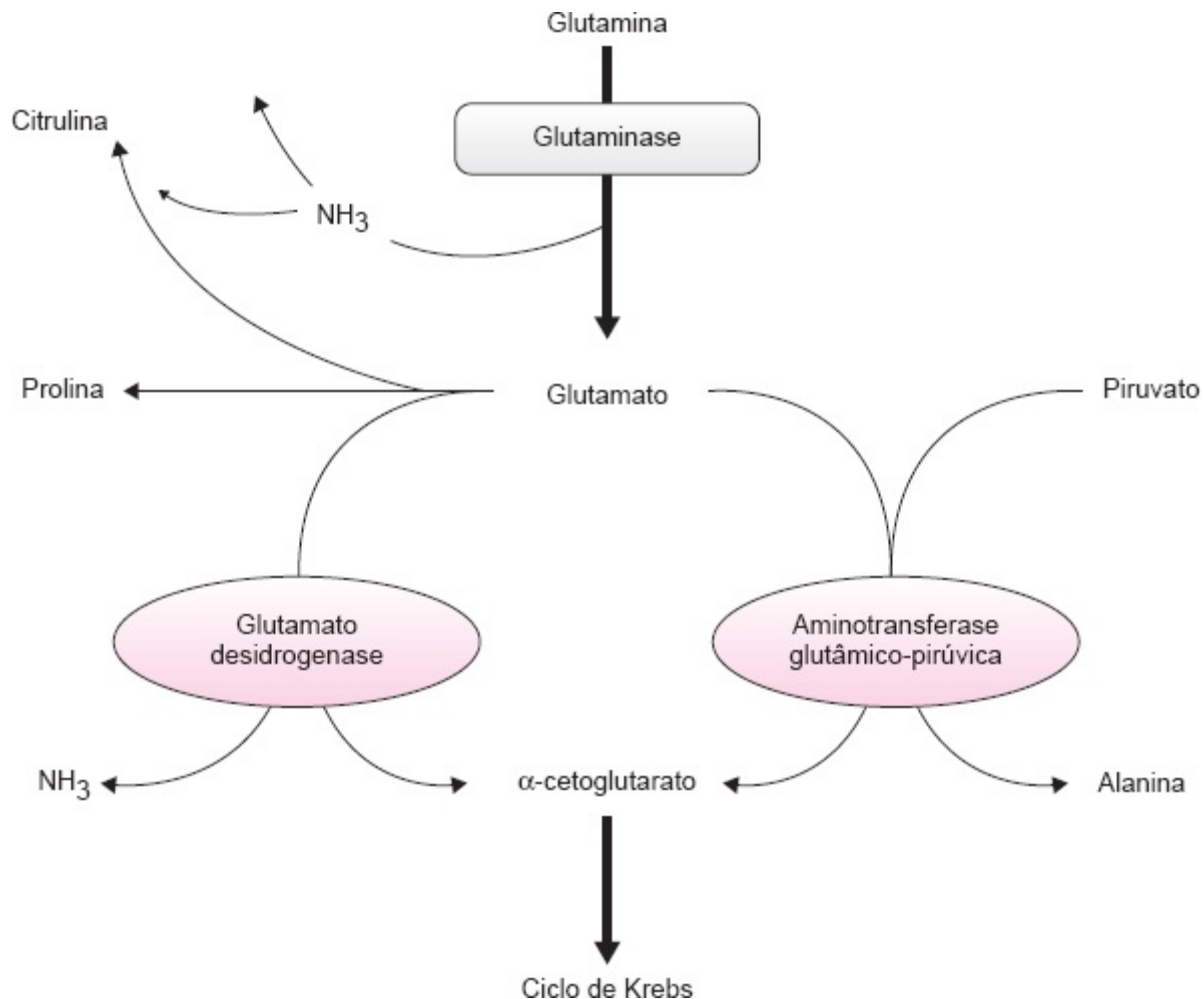 Glutamina
Citrulina
Glutaminase
NH3
Prolina
Glutamato
Piruvato
Glutamato
desidrogenase
Aminotransferase
glutâmico-pirúvica
NH3
α-cetoglutarato
Alanina
Ciclo de Krebs